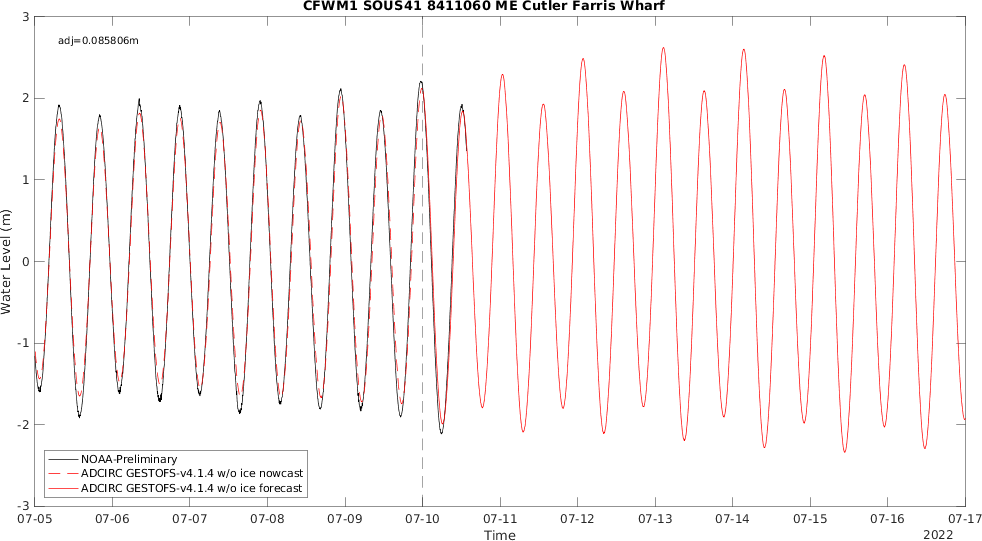 CFWM1 SOUS41 8411060 ME Cutler Farris Wharf
adj=0.085806m
3
2
1
0
-1
-2
-3
Water Level (m)
NOAA-Preliminary
ADCIRC GESTOFS-v4.1.4 w/o ice nowcast
ADCIRC GESTOFS-v4.1.4 w/o ice forecast
07-05 07-06 07-07 07-08 07-09 07-10 07-11 07-12 07-13 07-14 07-15 07-16 07-17
Time
2022